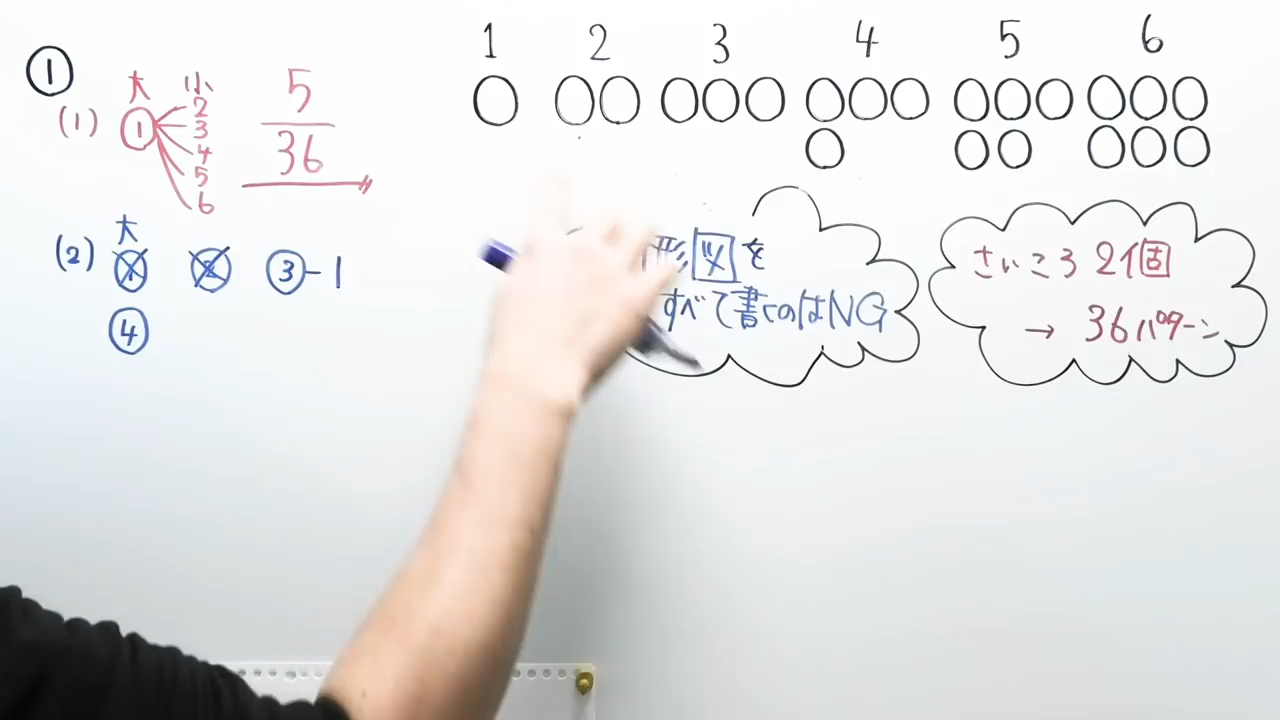 1 2 3 4 5 6
①
(1) 大 小
① 2 3 4 5 6
5
36
(2) 大
1 2 ③-1
④
形図を
すべて書くのはNG
さいころ2個
→ 36パターン